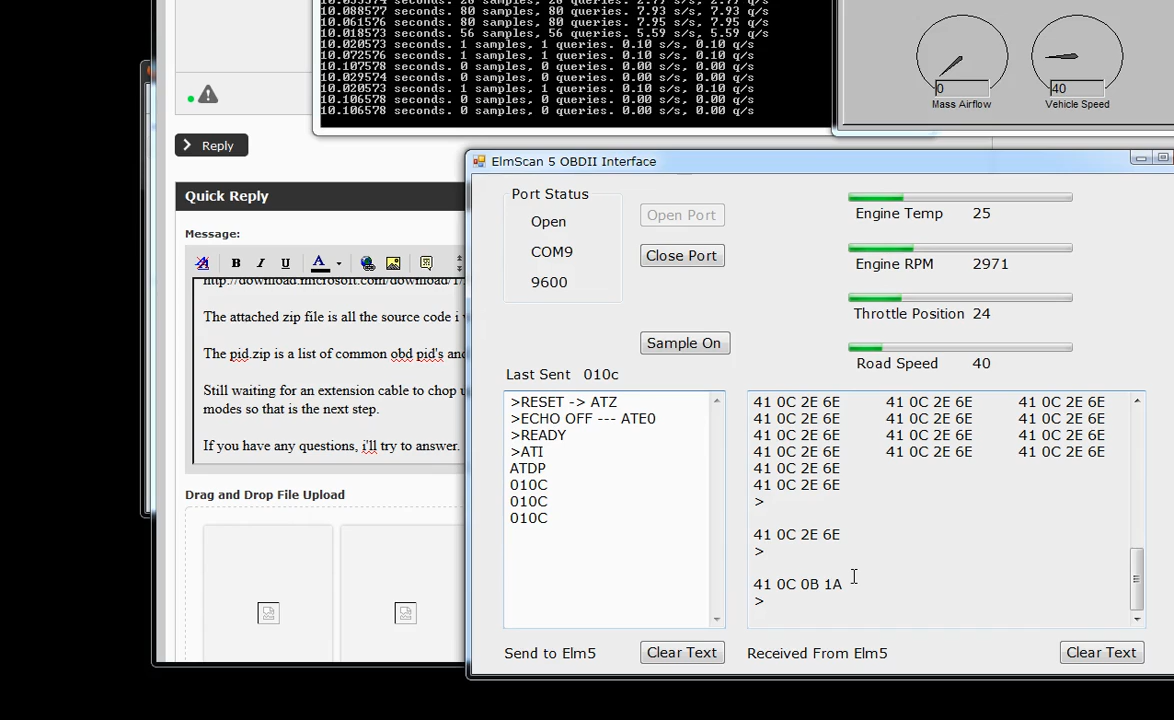 10.088577 seconds. 80 samples, 80 queries. 7.93 s/s, 7.93 q/s
10.061576 seconds. 80 samples, 80 queries. 7.95 s/s, 7.95 q/s
10.018573 seconds. 56 samples, 56 queries. 5.59 s/s, 5.59 q/s
10.020573 seconds. 1 samples, 1 queries. 0.10 s/s, 0.10 q/s
10.072576 seconds. 1 samples, 1 queries. 0.10 s/s, 0.10 q/s
10.107578 seconds. 0 samples, 0 queries. 0.00 s/s, 0.00 q/s
10.029574 seconds. 0 samples, 0 queries. 0.00 s/s, 0.00 q/s
10.020573 seconds. 1 samples, 1 queries. 0.10 s/s, 0.10 q/s
10.106578 seconds. 0 samples, 0 queries. 0.00 s/s, 0.00 q/s
10.106578 seconds. 0 samples, 0 queries. 0.00 s/s, 0.00 q/s
0
Mass Airflow
40
Vehicle Speed
Reply
Quick Reply
Message:
B I U A
http://download.microsoft.com/download/1/
The attached zip file is all the source code i
The pid.zip is a list of common obd pid's and
Still waiting for an extension cable to chop
modes so that is the next step.
If you have any questions, i'll try to answer.
Drag and Drop File Upload
ElmScan 5 OBDII Interface
Port Status
Open
COM9
9600
Open Port
Close Port
Sample On
Engine Temp 25
Engine RPM 2971
Throttle Position 24
Road Speed 40
Last Sent 010c
>RESET -> ATZ
>ECHO OFF --- ATE0
>READY
>ATI
ATDP
010C
010C
010C
41 0C 2E 6E 41 0C 2E 6E 41 0C 2E 6E
41 0C 2E 6E 41 0C 2E 6E 41 0C 2E 6E
41 0C 2E 6E 41 0C 2E 6E 41 0C 2E 6E
41 0C 2E 6E 41 0C 2E 6E 41 0C 2E 6E
41 0C 2E 6E
41 0C 2E 6E
>
41 0C 2E 6E
>
41 0C 0B 1A
>
Send to Elm5
Clear Text
Received From Elm5
Clear Text